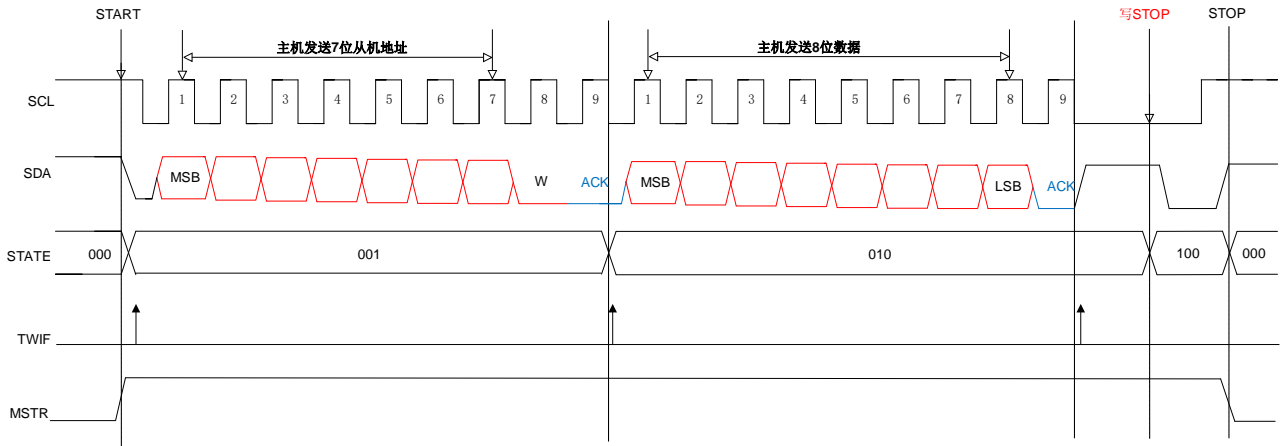 START 写STOP STOP
主机发送7位从机地址 主机发送8位数据
SCL 1 2 3 4 5 6 7 8 9 1 2 3 4 5 6 7 8 9
SDA MSB W ACK MSB LSB ACK
STATE 000 001 010 100 000
TWIF
MSTR